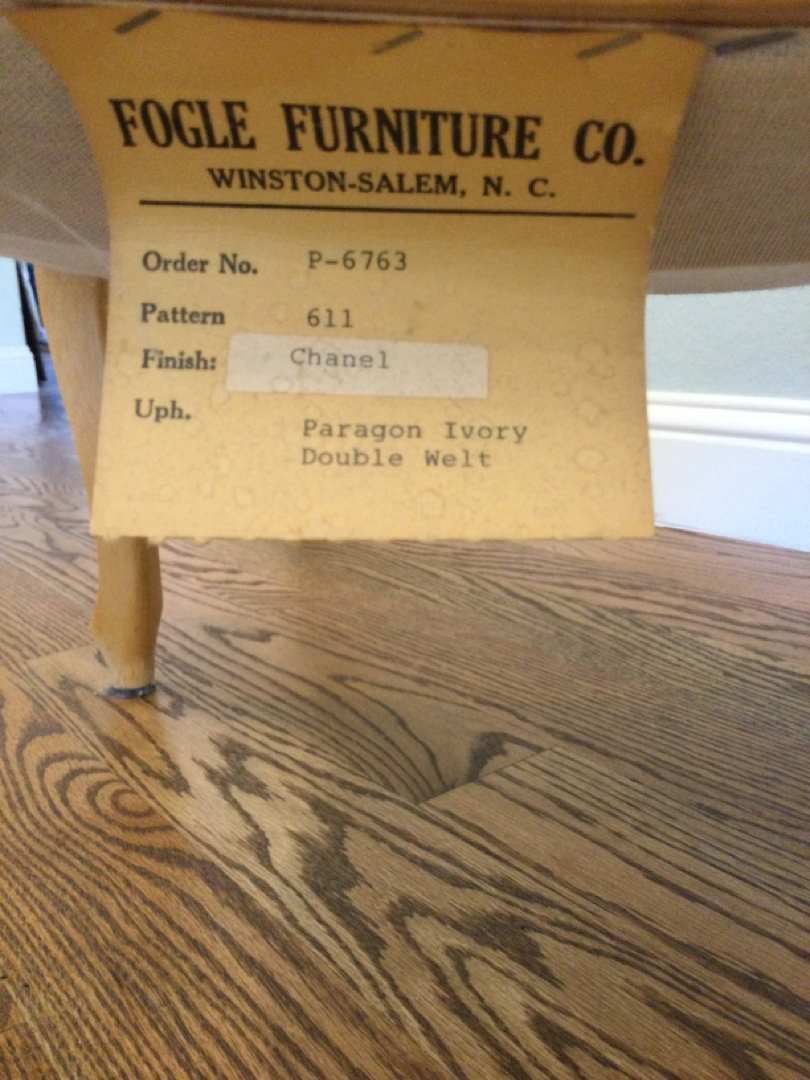 FOGLE FURNITURE CO.
WINSTON-SALEM, N. C.
Order No. P-6763
Pattern 611
Finish: Chanel
Uph.
Paragon Ivory
Double Welt